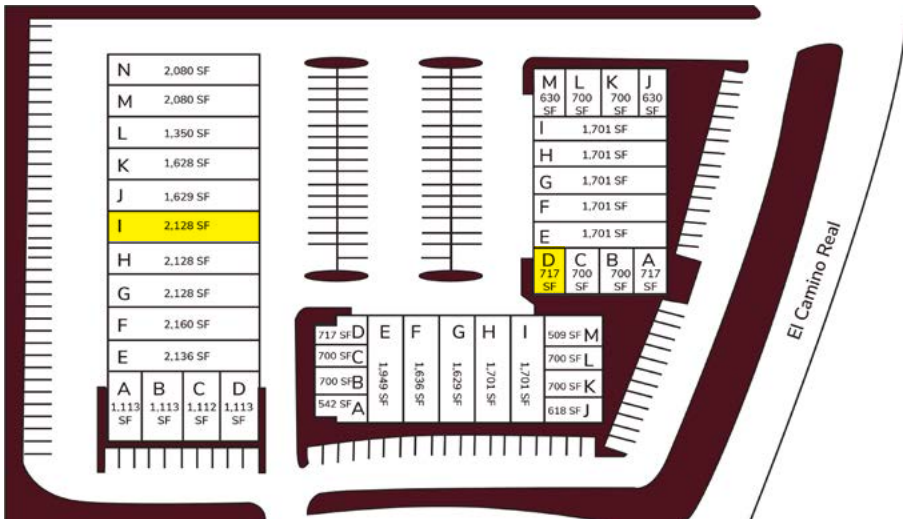 N 2,080 SF
M 2,080 SF
L 1,350 SF
K 1,628 SF
J 1,629 SF
I 2,128 SF
H 2,128 SF
G 2,128 SF
F 2,160 SF
E 2,136 SF
A B C D
1,113 1,113 1,112 1,113
SF SF SF SF
717 SF D
700 SF C
700 SF B
542 SF A
E 1,949 SF
F 1,636 SF
G 1,629 SF
H 1,701 SF
I 1,701 SF
509 SF M
700 SF L
700 SF K
618 SF J
M L K J
630 700 700 630
SF SF SF SF
I 1,701 SF
H 1,701 SF
G 1,701 SF
F 1,701 SF
E 1,701 SF
D C B A
717 700 700 717
SF SF SF SF
El Camino Real